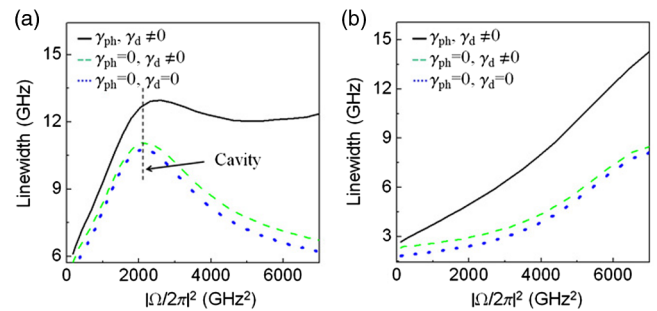 (a)
15
12
9
6
Linewidth (GHz)
γph, γd ≠0
γph=0, γd ≠0
γph=0, γd=0
Cavity
0 2000 4000 6000
|Ω/2π|² (GHz²)
(b)
15
12
9
6
3
Linewidth (GHz)
γph, γd ≠0
γph=0, γd ≠0
γph=0, γd=0
0 2000 4000 6000
|Ω/2π|² (GHz²)